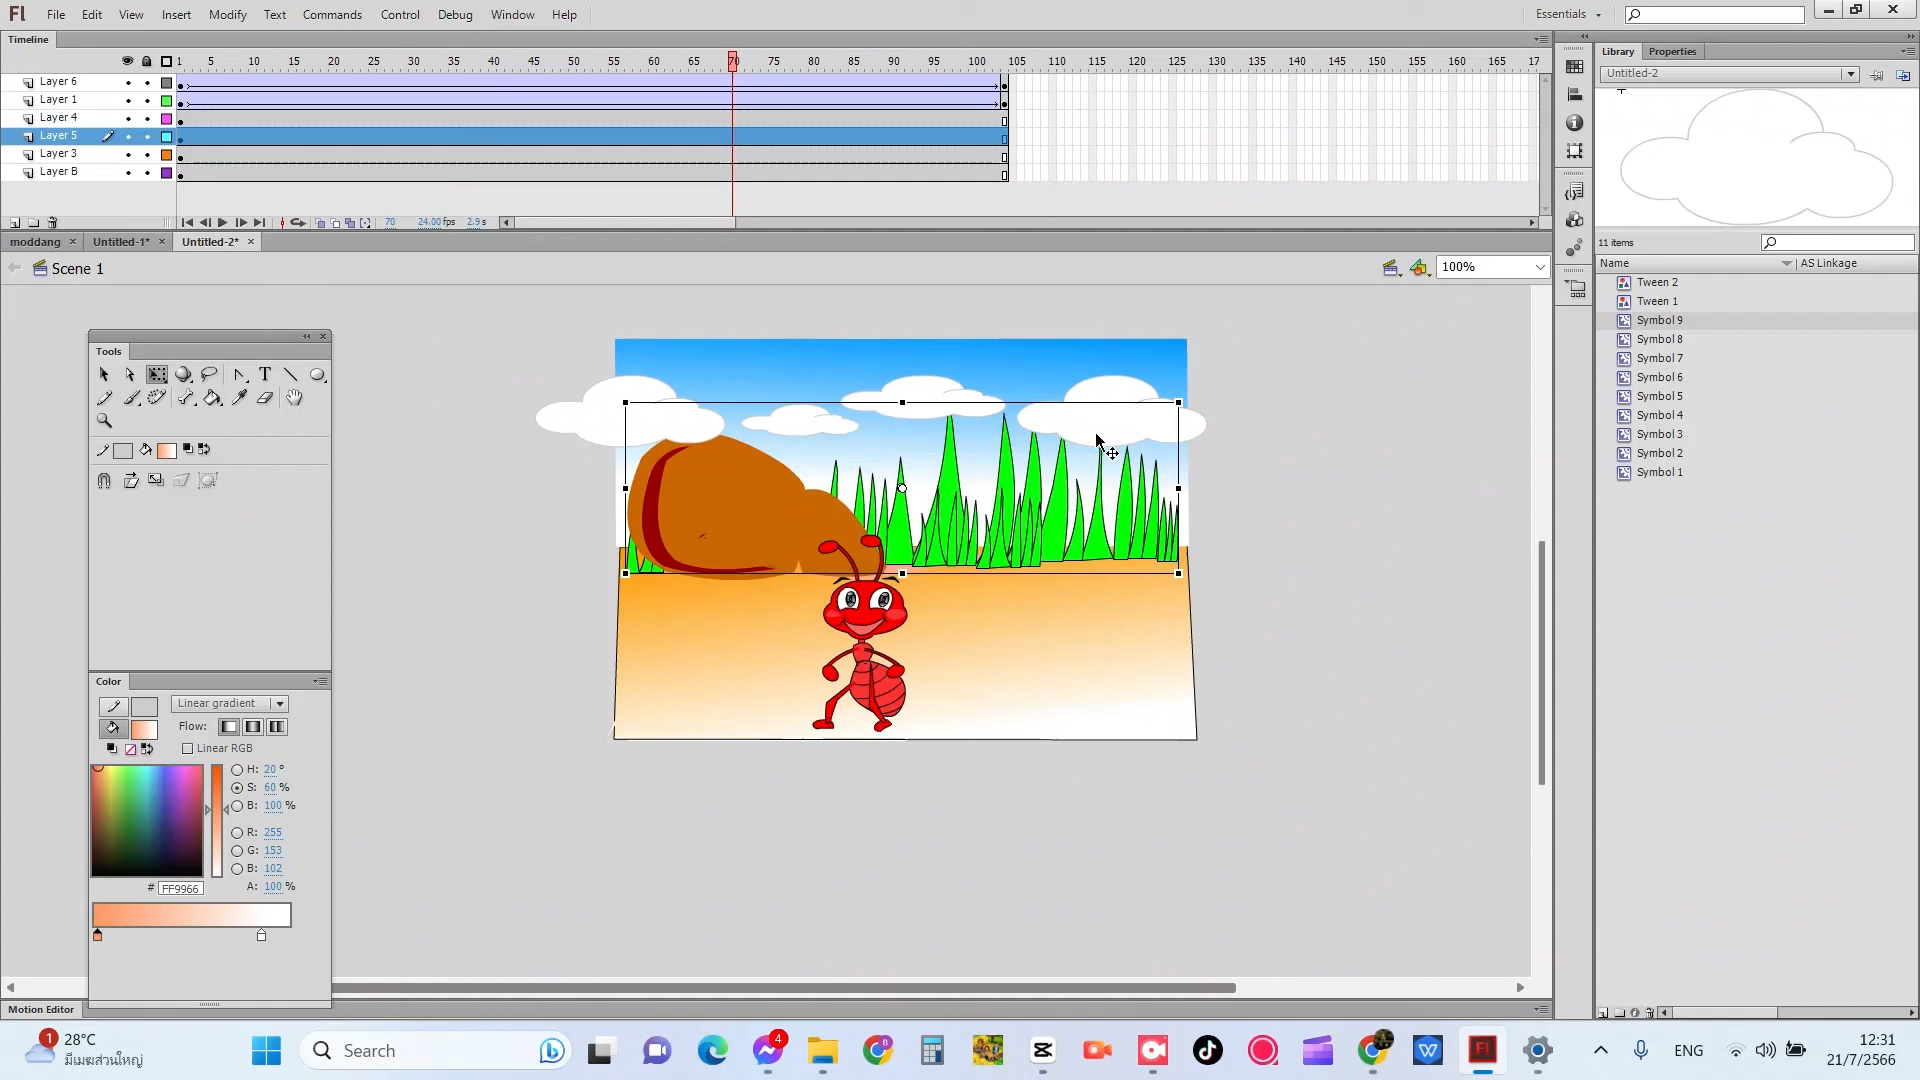 Fl File Edit View Insert Modify Text Commands Control Debug Window Help Essentials
Timeline
1 5 10 15 20 25 30 35 40 45 50 55 60 65 70 75 80 85 90 95 100 105 110 115 120 125 130 135 140 145 150 155 160 165 17
Layer 6
Layer 1
Layer 4
Layer 5
Layer 3
Layer B
70 24.00 fps 2.9 s
moddang Untitled-1* Untitled-2*
Scene 1
100%
Tools
T
Color
Linear gradient
Flow:
Linear RGB
H: 20 °
S: 60 %
B: 100 %
R: 255
G: 153
B: 102
# FF9966
A: 100 %
Motion Editor
Library Properties
Untitled-2
11 items
Name AS Linkage
Tween 2
Tween 1
Symbol 9
Symbol 8
Symbol 7
Symbol 6
Symbol 5
Symbol 4
Symbol 3
Symbol 2
Symbol 1
1 28°C
มีเมฆส่วนใหญ่
Search
4
ENG
12:31
21/7/2566